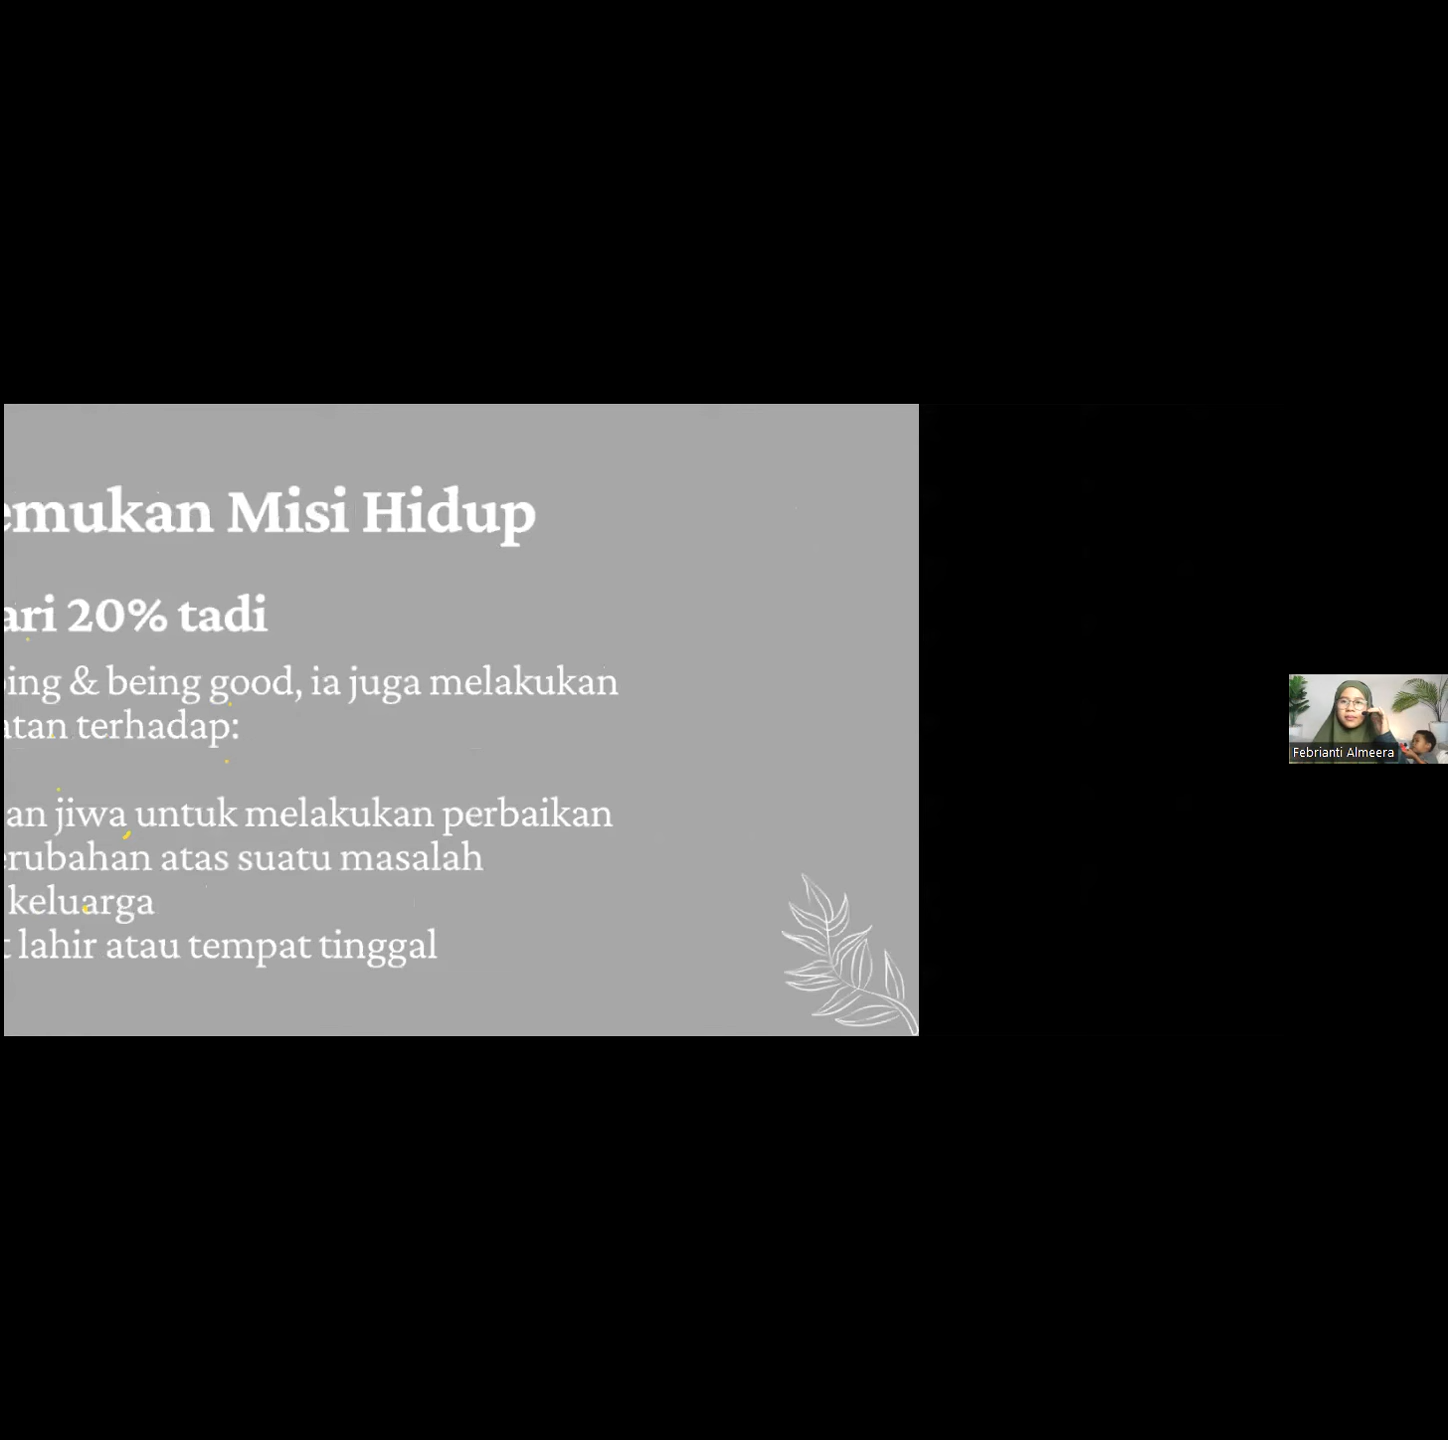 emukan Misi Hidup
ari 20% tadi
ing & being good, ia juga melakukan
atan terhadap:
an jiwa untuk melakukan perbaikan
erubahan atas suatu masalah
keluarga
t lahir atau tempat tinggal
Febrianti Almeera